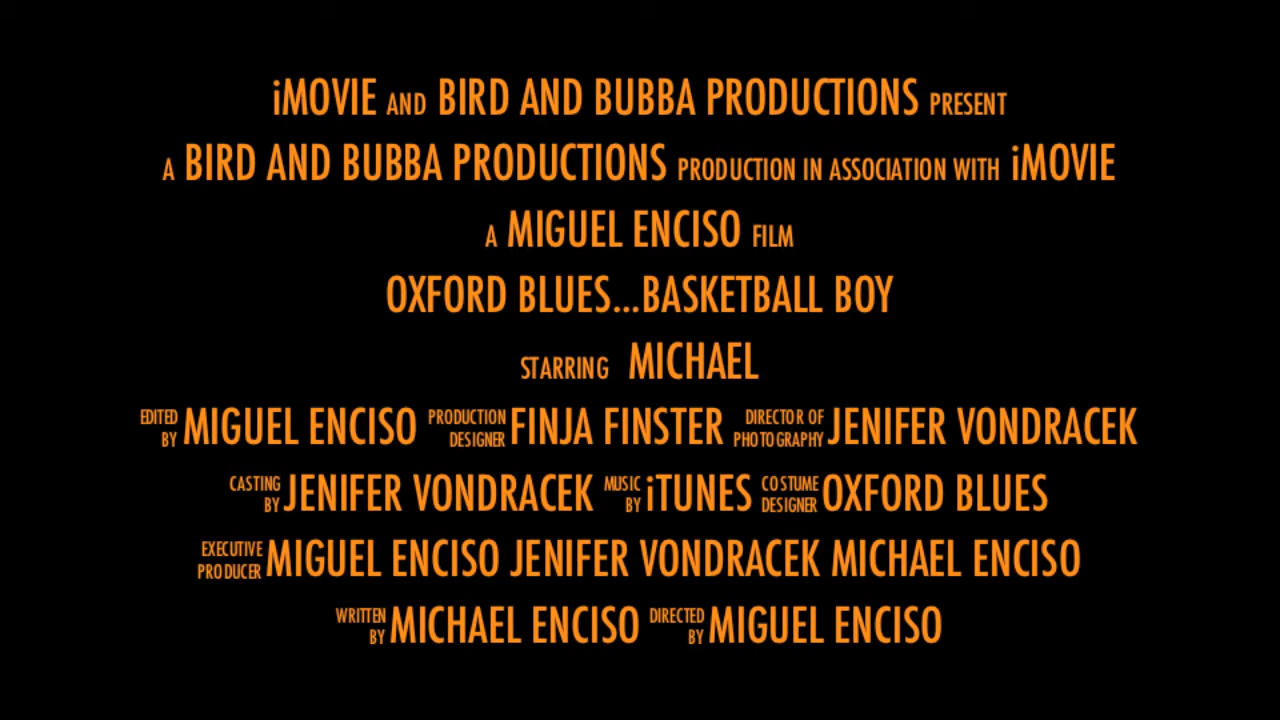 iMOVIE AND BIRD AND BUBBA PRODUCTIONS PRESENT
A BIRD AND BUBBA PRODUCTIONS PRODUCTION IN ASSOCIATION WITH iMOVIE
A MIGUEL ENCISO FILM
OXFORD BLUES...BASKETBALL BOY
STARRING MICHAEL
EDITED BY MIGUEL ENCISO PRODUCTION DESIGNER FINJA FINSTER DIRECTOR OF PHOTOGRAPHY JENIFER VONDRACEK
CASTING BY JENIFER VONDRACEK MUSIC BY iTUNES COSTUME DESIGNER OXFORD BLUES
EXECUTIVE PRODUCER MIGUEL ENCISO JENIFER VONDRACEK MICHAEL ENCISO
WRITTEN BY MICHAEL ENCISO DIRECTED BY MIGUEL ENCISO